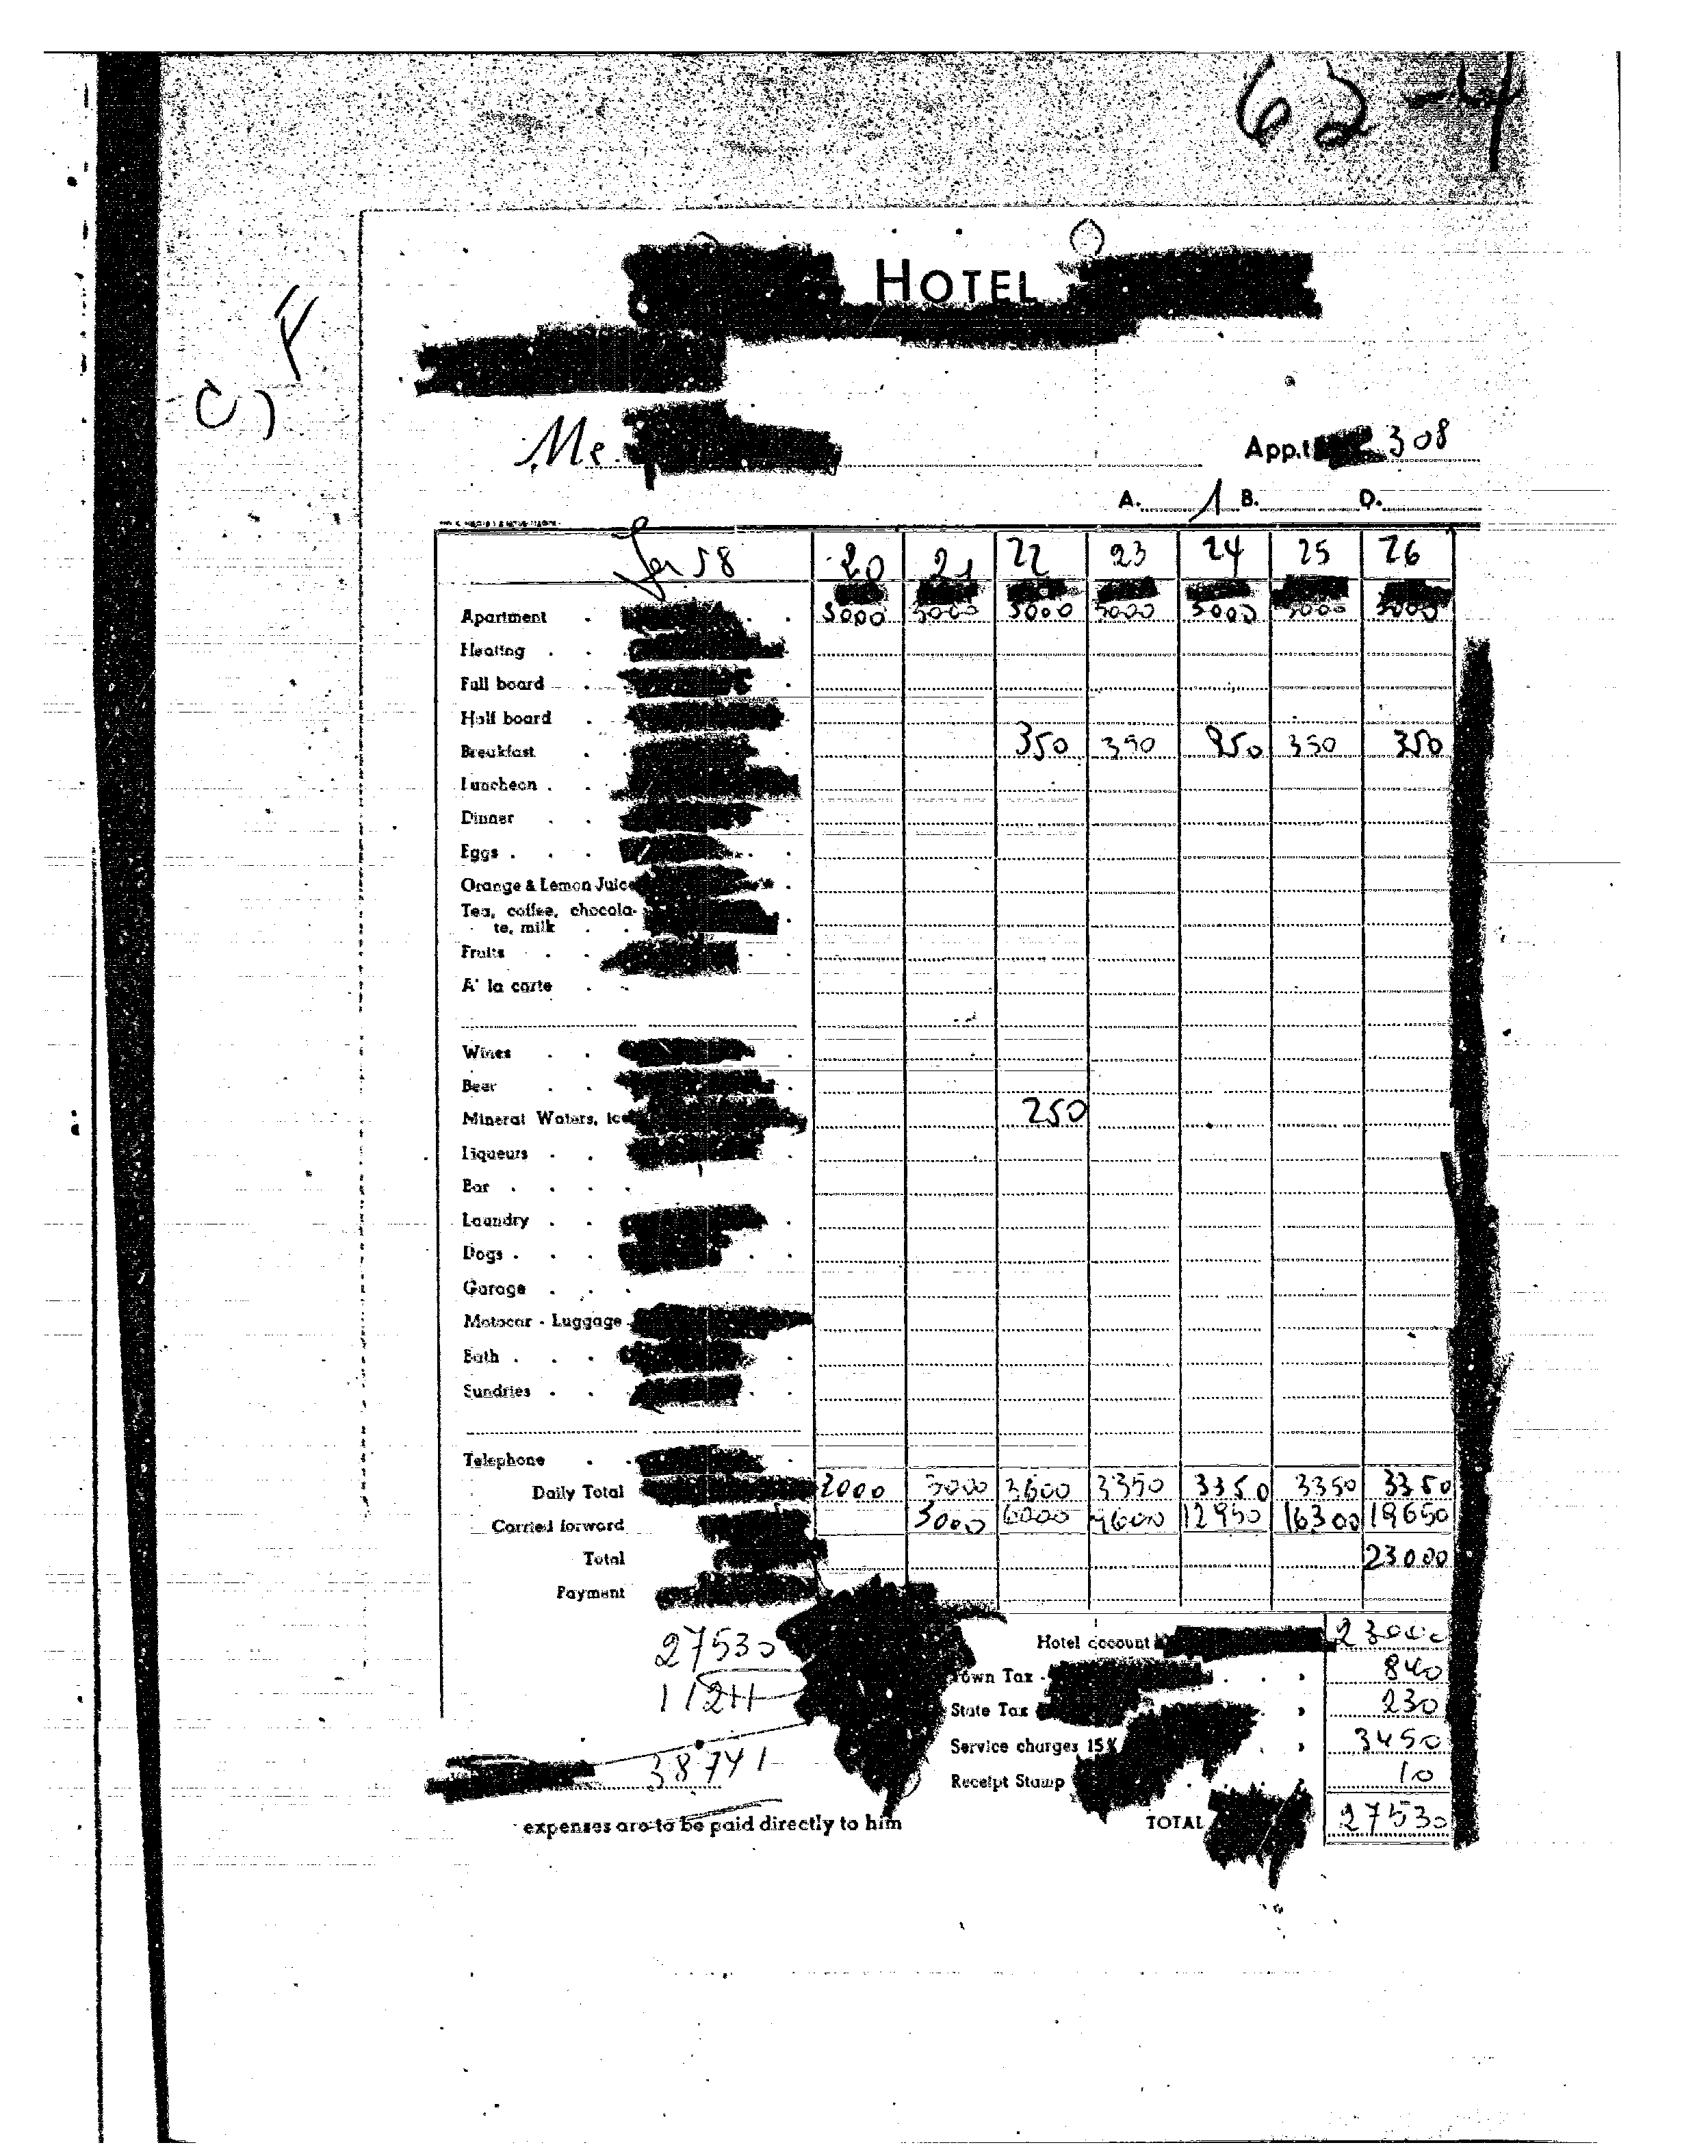 62-4
C) F
HOTEL
Me. App.t 308
A. 1 B. D.
58 20 21 22 23 24 25 26
Apartment 3000 3000 3000 3000 3000 3000 3000
Heating
Full board
Half board
Breakfast 350 350 350 350 350
Luncheon
Dinner
Eggs
Orange & Lemon Juice
Tea, coffee, chocola-
te, milk
Fruits
A' la carte
Wines
Beer
Mineral Waters, Ice 250
Liqueurs
Bar
Laundry
Dogs
Garage
Motocar - Luggage
Bath
Sundries
Telephone
Daily Total 3000 3000 3600 3350 3350 3350 3350
Carried forward 3000 6000 9600 12950 16300 19650
Total 23000
Payment
27530
11211
38741
expenses are to be paid directly to him
Hotel account 23000
Town Tax 840
State Tax 230
Service charges 15% 3450
Receipt Stamp 10
TOTAL 27530